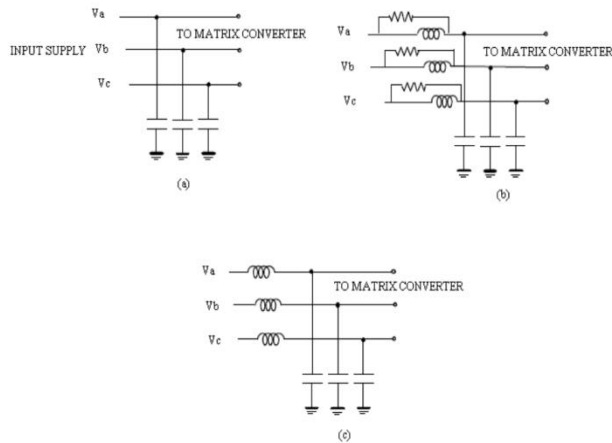 Va
TO MATRIX CONVERTER
INPUT SUPPLY Vb
Vc
(a)
Va
TO MATRIX CONVERTER
Vb
Vc
(b)
Va
TO MATRIX CONVERTER
Vb
Vc
(c)